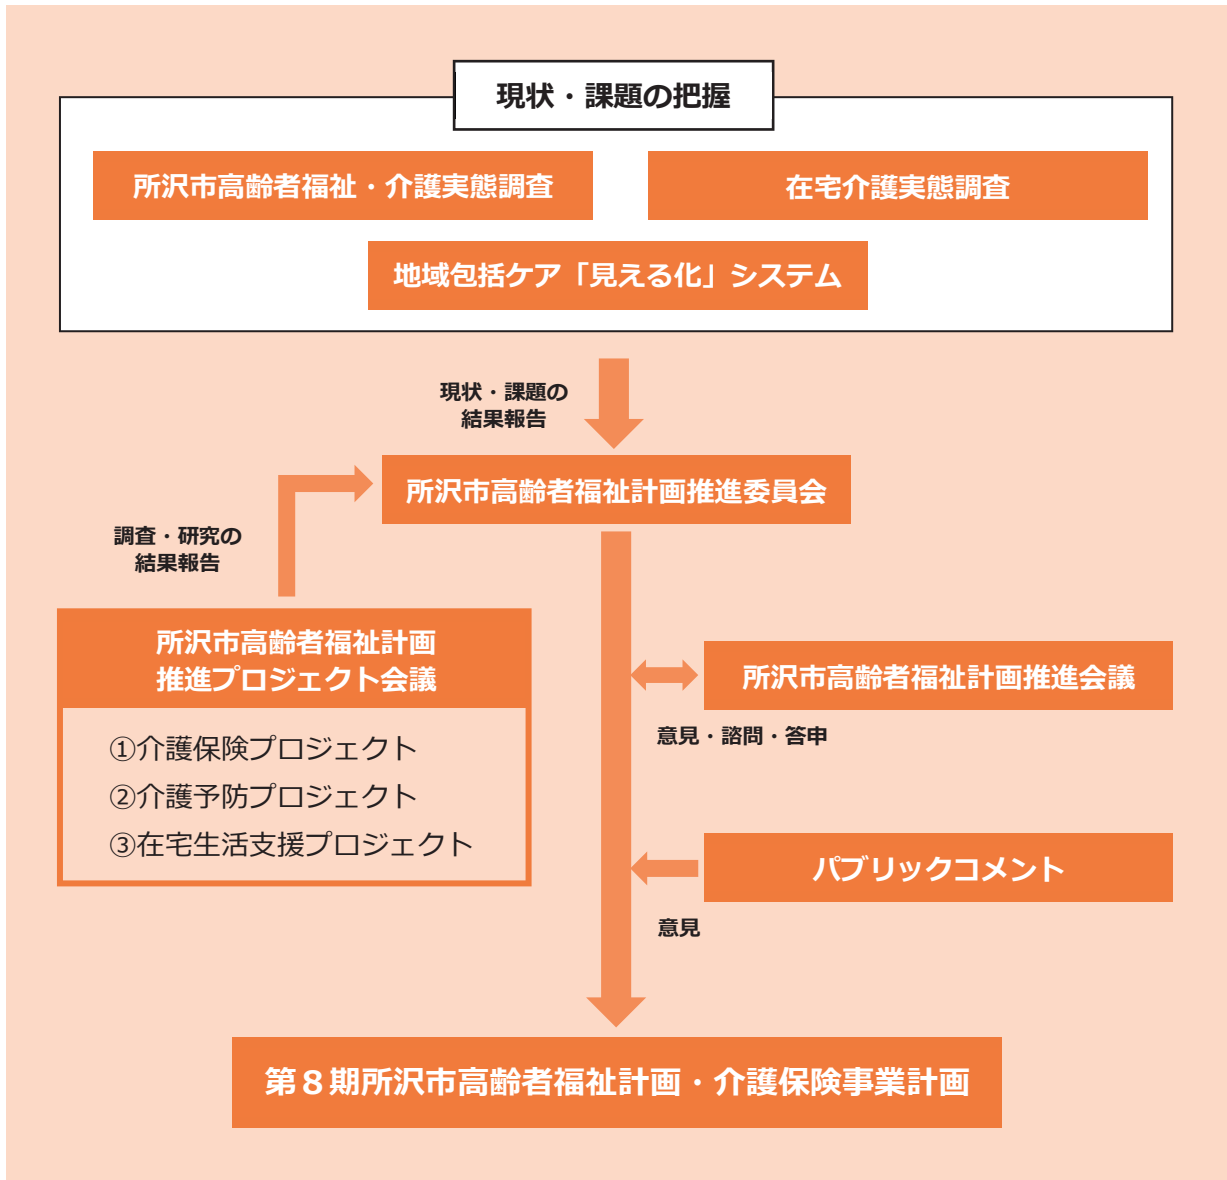 現状・課題の把握
所沢市高齢者福祉・介護実態調査
在宅介護実態調査
地域包括ケア「見える化」システム
現状・課題の
結果報告
所沢市高齢者福祉計画推進委員会
調査・研究の
結果報告
所沢市高齢者福祉計画
推進プロジェクト会議
①介護保険プロジェクト
②介護予防プロジェクト
③在宅生活支援プロジェクト
所沢市高齢者福祉計画推進会議
意見・諮問・答申
パブリックコメント
意見
第８期所沢市高齢者福祉計画・介護保険事業計画